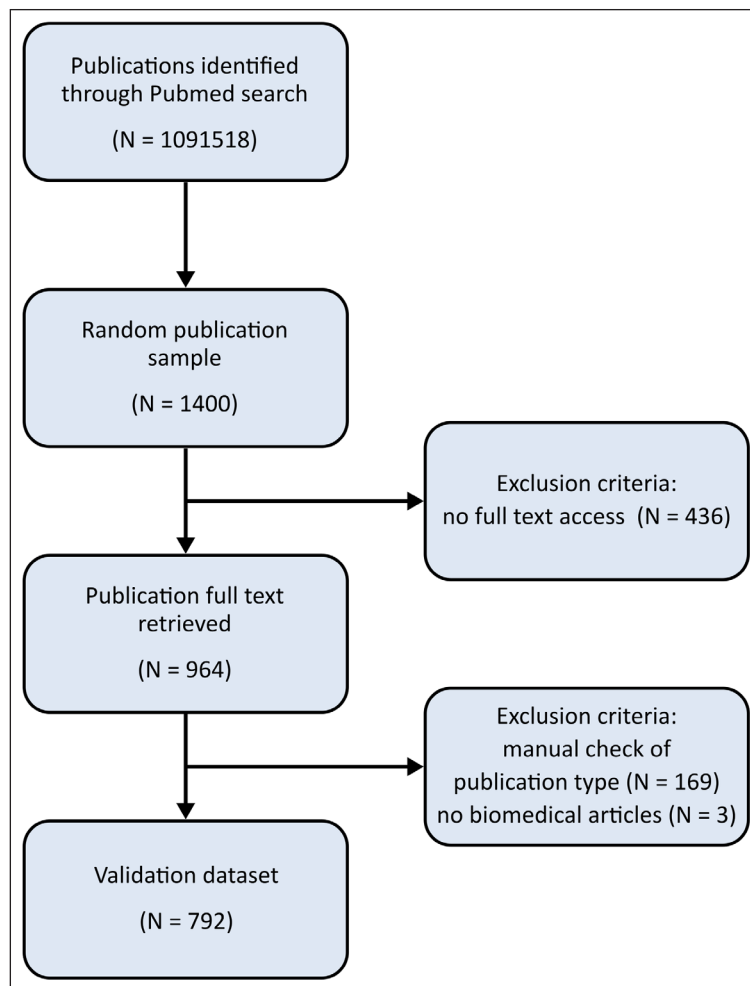 Publications identified
through Pubmed search
(N = 1091518)
Random publication
sample
(N = 1400)
Exclusion criteria:
no full text access (N = 436)
Publication full text
retrieved
(N = 964)
Exclusion criteria:
manual check of
publication type (N = 169)
no biomedical articles (N = 3)
Validation dataset
(N = 792)